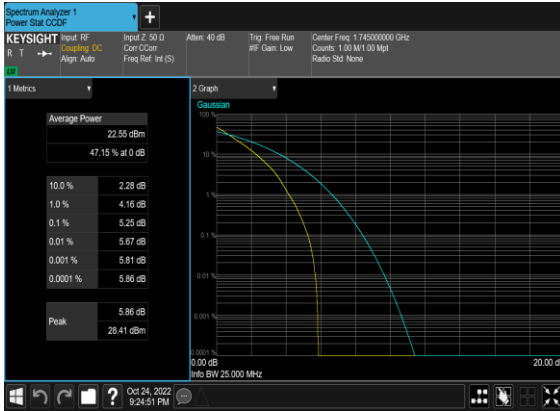 Spectrum Analyzer 1
Power Stat CCDF
+
KEYSIGHT
R T
Input: RF
Coupling: DC
Align: Auto
Input Z: 50 Ω
Corr CCorr
Freq Ref: Int (S)
Atten: 40 dB
Trig: Free Run
#IF Gain: Low
Center Freq: 1.745000000 GHz
Counts: 1.00 M/1.00 Mpt
Radio Std: None
1 Metrics
Average Power
22.55 dBm
47.15 % at 0 dB
10.0 % 2.28 dB
1.0 % 4.16 dB
0.1 % 5.25 dB
0.01 % 5.67 dB
0.001 % 5.81 dB
0.0001 % 5.86 dB
Peak
5.86 dB
28.41 dBm
2 Graph
Gaussian
100 %
10 %
1 %
0.1 %
0.01 %
0.001 %
0.0001 %
0.00 dB
20.00 d
Info BW 25.000 MHz
?
Oct 24, 2022
9:24:51 PM